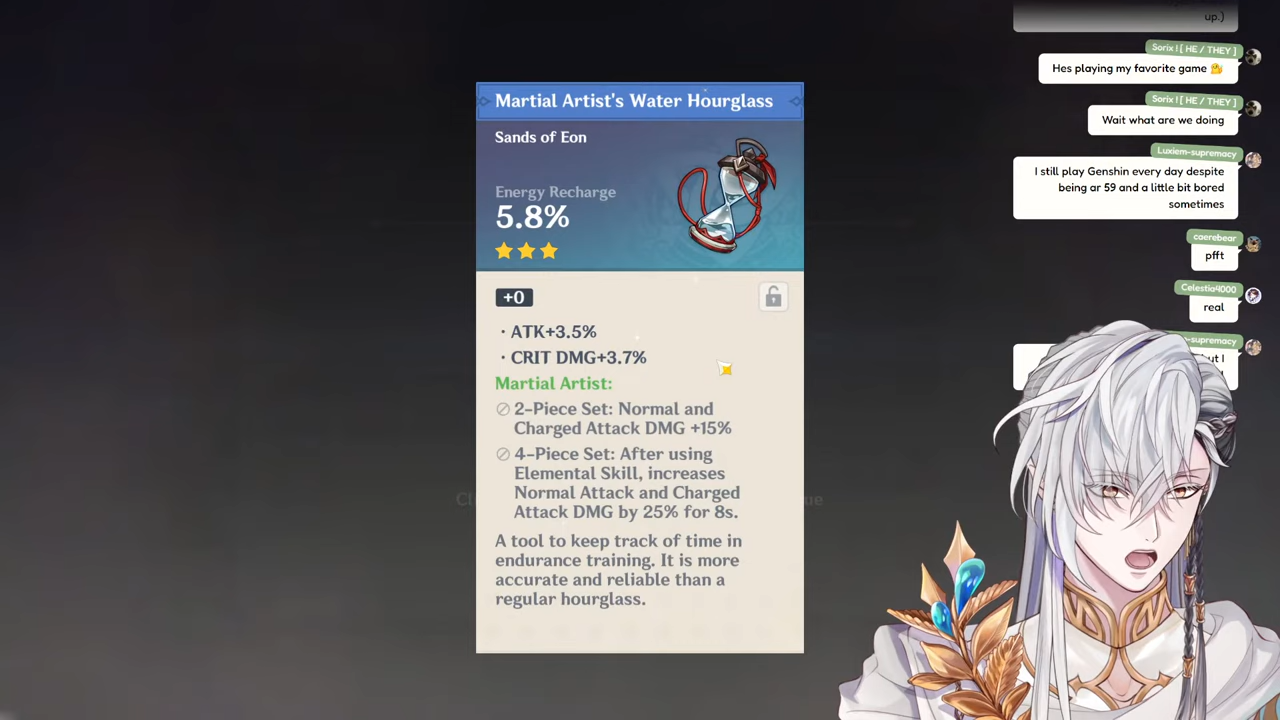 Martial Artist's Water Hourglass
Sands of Eon
Energy Recharge
5.8%
+0
· ATK+3.5%
· CRIT DMG+3.7%
Martial Artist:
2-Piece Set: Normal and
Charged Attack DMG +15%
4-Piece Set: After using
Elemental Skill, increases
Normal Attack and Charged
Attack DMG by 25% for 8s.
A tool to keep track of time in
endurance training. It is more
accurate and reliable than a
regular hourglass.
up.)
Sorix ! [ HE / THEY ]
Hes playing my favorite game
Sorix ! [ HE / THEY ]
Wait what are we doing
Luxiem-supremacy
I still play Genshin every day despite
being ar 59 and a little bit bored
sometimes
caerebear
pfft
Celestia4000
real
-supremacy
but I